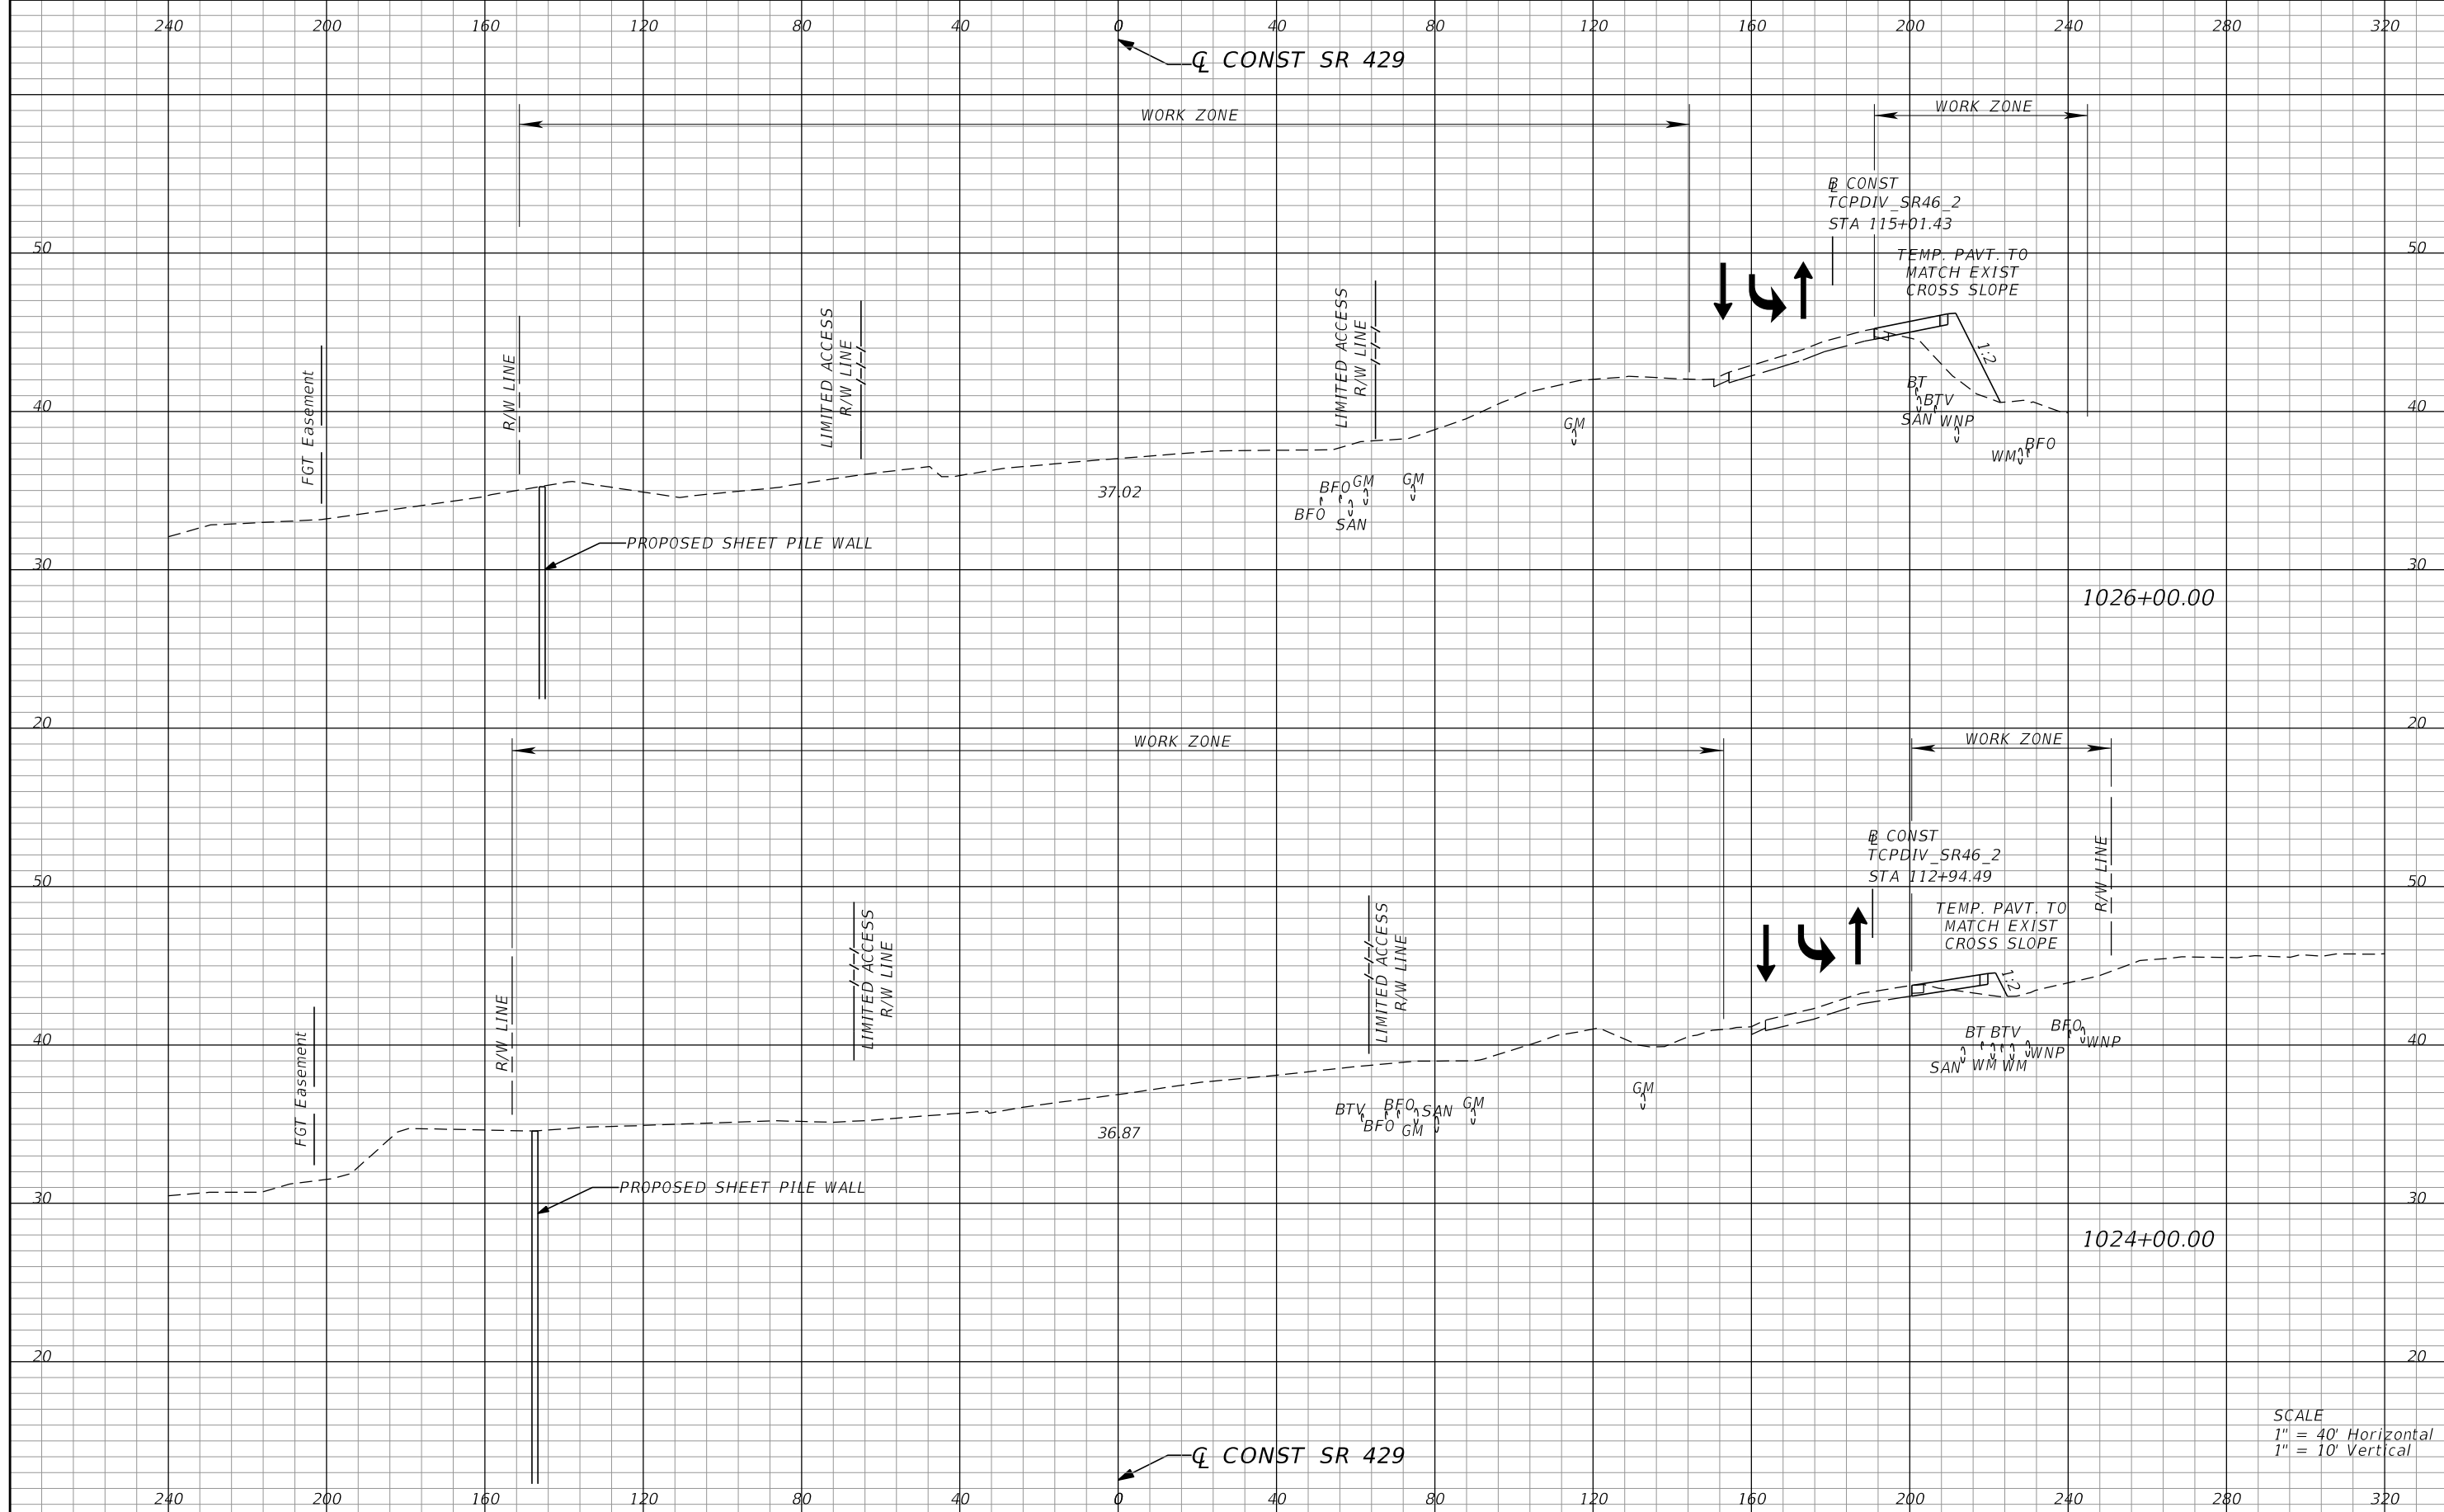 240 200 160 120 80 40 0 40 80 120 160 200 240 280 320
℄ CONST SR 429
WORK ZONE
WORK ZONE
B̲L CONST
TCPDIV_SR46_2
STA 115+01.43
50
50
TEMP. PAVT. TO
MATCH EXIST
CROSS SLOPE
FGT Easement
R/W LINE
LIMITED ACCESS
R/W LINE
LIMITED ACCESS
R/W LINE
1:2
40
40
BT
BTV
SAN
WNP
GM
BFO
WM
37.02
BFO
BFO
GM
SAN
GM
PROPOSED SHEET PILE WALL
30
30
1026+00.00
20
20
WORK ZONE
WORK ZONE
B̲L CONST
TCPDIV_SR46_2
STA 112+94.49
50
50
TEMP. PAVT. TO
MATCH EXIST
CROSS SLOPE
FGT Easement
R/W LINE
LIMITED ACCESS
R/W LINE
LIMITED ACCESS
R/W LINE
R/W LINE
1:2
40
40
BT BTV
BFO
WNP
WNP
SAN
WM WM
GM
36.87
BTV
BFO
BFO
GM
SAN
GM
PROPOSED SHEET PILE WALL
30
30
1024+00.00
20
20
SCALE
1" = 40' Horizontal
1" = 10' Vertical
℄ CONST SR 429
240 200 160 120 80 40 0 40 80 120 160 200 240 280 320